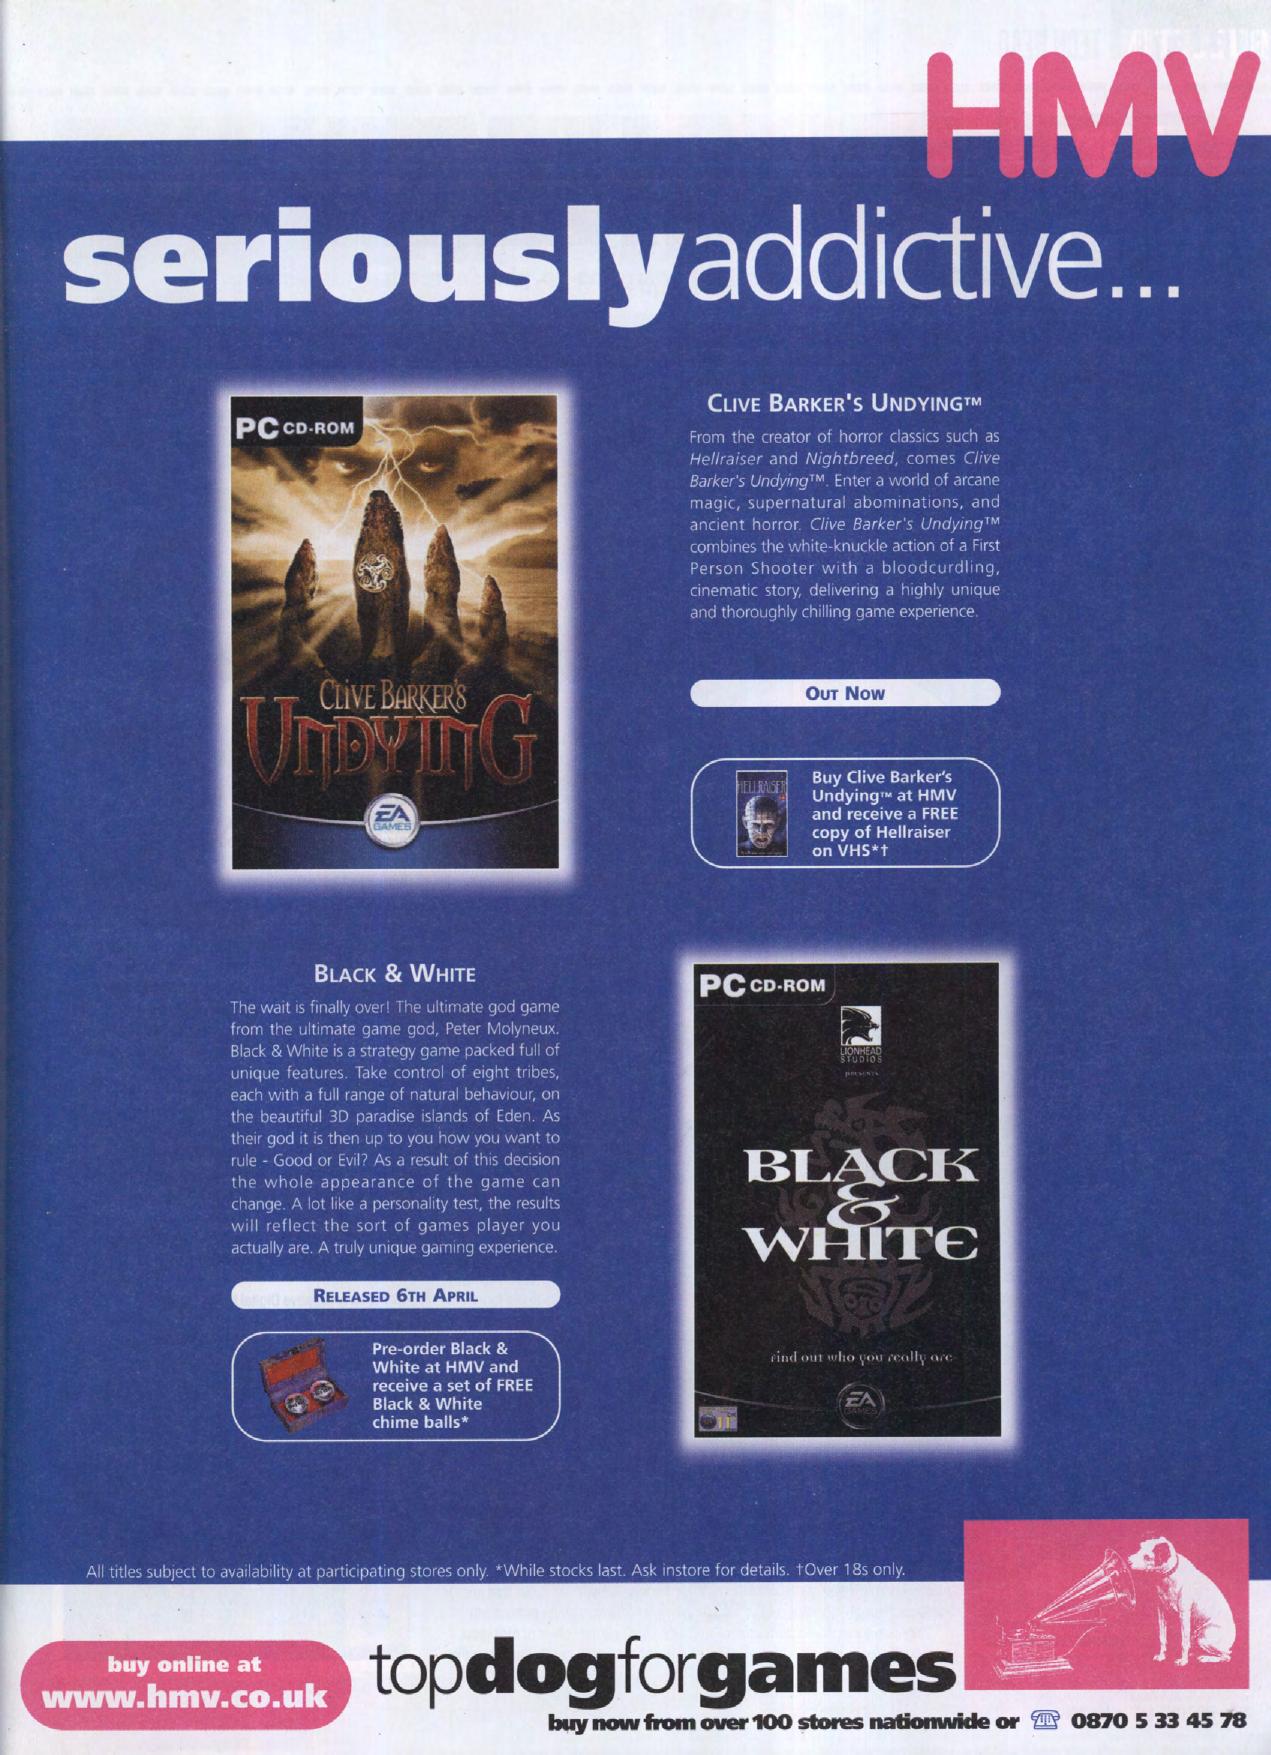 HMV
seriouslyaddictive...
PC CD-ROM
CLIVE BARKER'S
UNDYING™
EA
GAMES
CLIVE BARKER'S UNDYING™
From the creator of horror classics such as
Hellraiser and Nightbreed, comes Clive
Barker's Undying™. Enter a world of arcane
magic, supernatural abominations, and
ancient horror. Clive Barker's Undying™
combines the white-knuckle action of a First
Person Shooter with a bloodcurdling,
cinematic story, delivering a highly unique
and thoroughly chilling game experience.
OUT NOW
HELLRAISER
Buy Clive Barker's
Undying™ at HMV
and receive a FREE
copy of Hellraiser
on VHS*†
BLACK & WHITE
The wait is finally over! The ultimate god game
from the ultimate game god, Peter Molyneux.
Black & White is a strategy game packed full of
unique features. Take control of eight tribes,
each with a full range of natural behaviour, on
the beautiful 3D paradise islands of Eden. As
their god it is then up to you how you want to
rule - Good or Evil? As a result of this decision
the whole appearance of the game can
change. A lot like a personality test, the results
will reflect the sort of games player you
actually are. A truly unique gaming experience.
RELEASED 6TH APRIL
Pre-order Black &
White at HMV and
receive a set of FREE
Black & White
chime balls*
PC CD-ROM
LIONHEAD
STUDIOS
presents
BLACK
&
WHITE
find out who you really are
EA
GAMES
11
All titles subject to availability at participating stores only. *While stocks last. Ask instore for details. †Over 18s only.
buy online at
www.hmv.co.uk
topdogforgames
buy now from over 100 stores nationwide or ☎ 0870 5 33 45 78